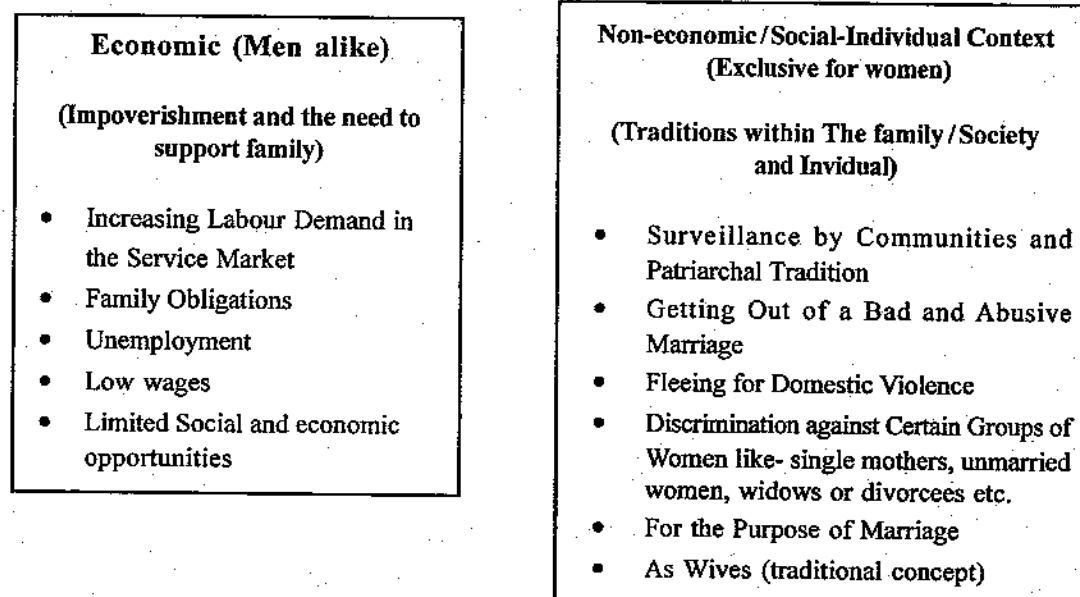 Economic (Men alike)
(Impoverishment and the need to
support family)
• Increasing Labour Demand in
the Service Market
• Family Obligations
• Unemployment
• Low wages
• Limited Social and economic
opportunities
Non-economic/Social-Individual Context
(Exclusive for women)
(Traditions within The family/Society
and Invidual)
• Surveillance by Communities and
Patriarchal Tradition
• Getting Out of a Bad and Abusive
Marriage
• Fleeing for Domestic Violence
• Discrimination against Certain Groups of
Women like- single mothers, unmarried
women, widows or divorcees etc.
• For the Purpose of Marriage
• As Wives (traditional concept)